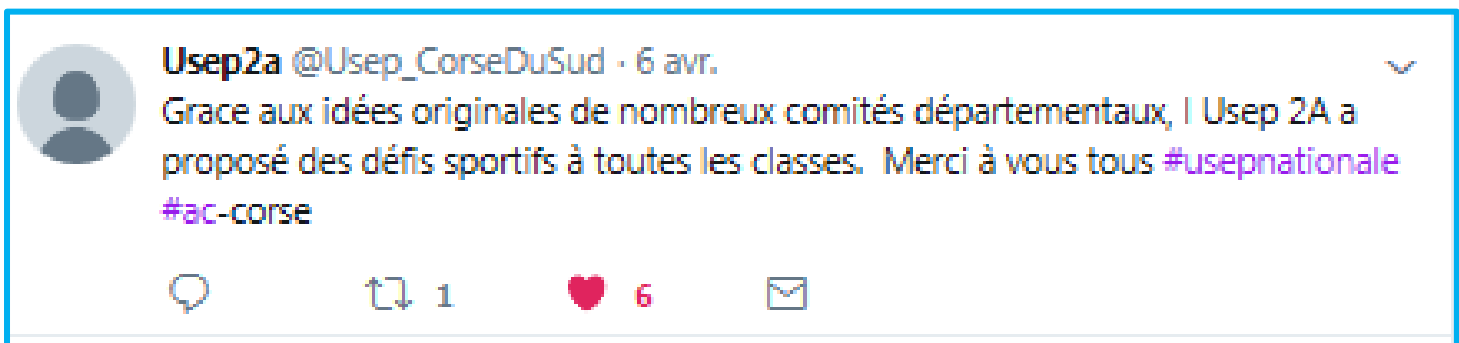 Usep2a @Usep_CorseDuSud · 6 avr.
Grace aux idées originales de nombreux comités départementaux, l Usep 2A a
proposé des défis sportifs à toutes les classes.  Merci à vous tous #usepnationale
#ac-corse
1 6